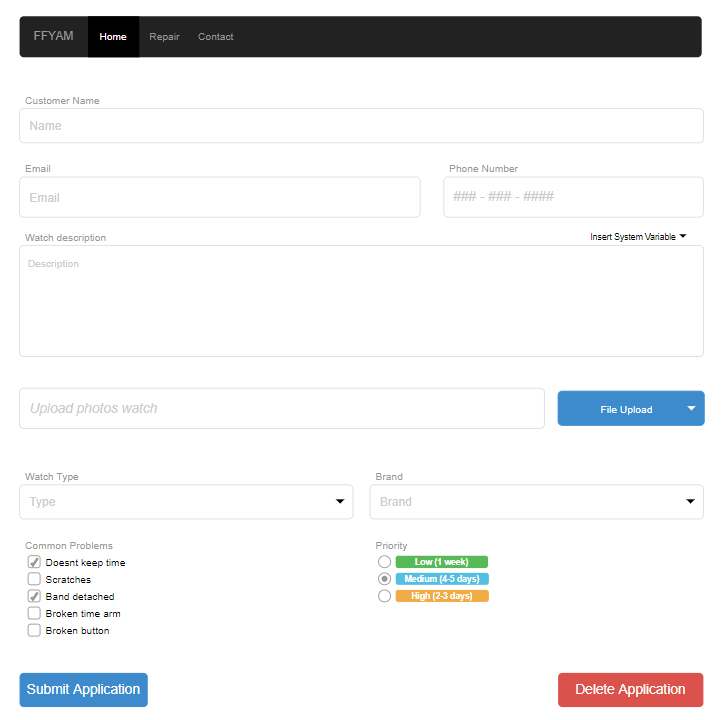 FFYAM Home Repair Contact
Customer Name
Name
Email Phone Number
Email ### - ### - ####
Watch description Insert System Variable
Description
Upload photos watch File Upload
Watch Type Brand
Type Brand
Common Problems Priority
Doesnt keep time Low (1 week)
Scratches Medium (4-5 days)
Band detached High (2-3 days)
Broken time arm
Broken button
Submit Application Delete Application